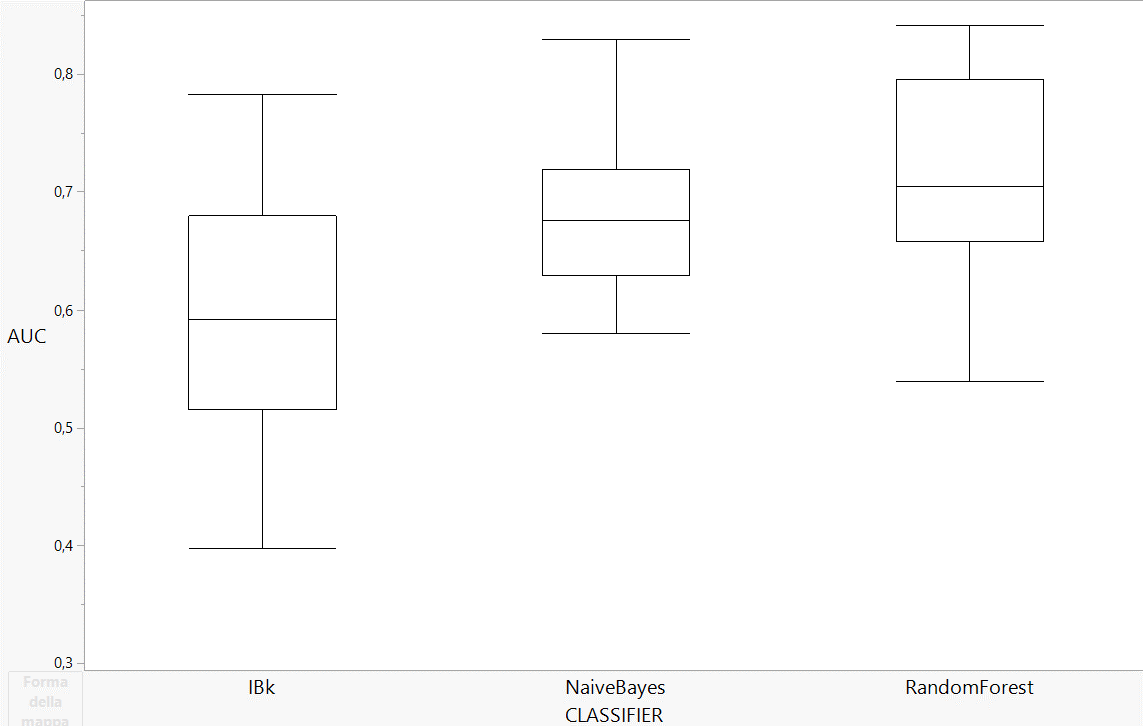 0,8
0,7
0,6
AUC
0,5
0,4
0,3
Forma
della
mappa
IBk
NaiveBayes
RandomForest
CLASSIFIER